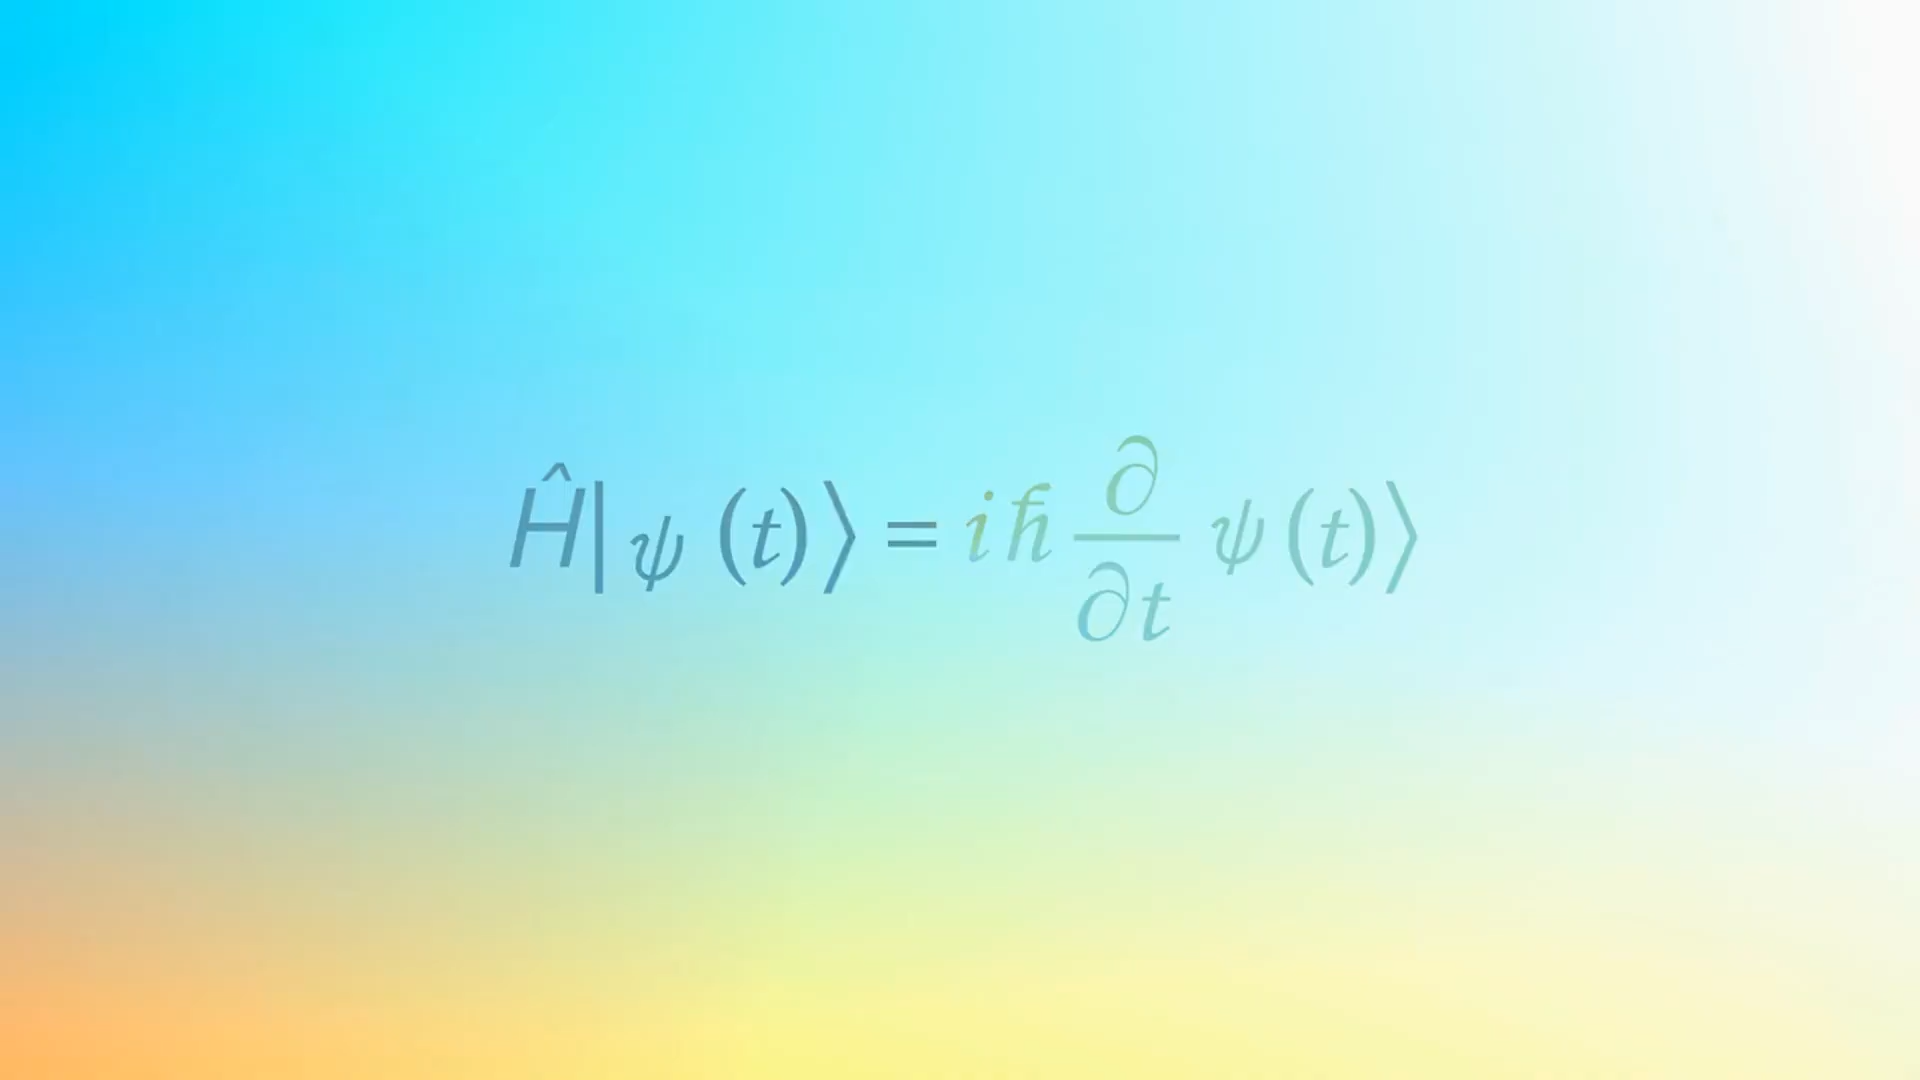 Ĥ|ψ(t)⟩ = iℏ ∂/∂t ψ(t)⟩